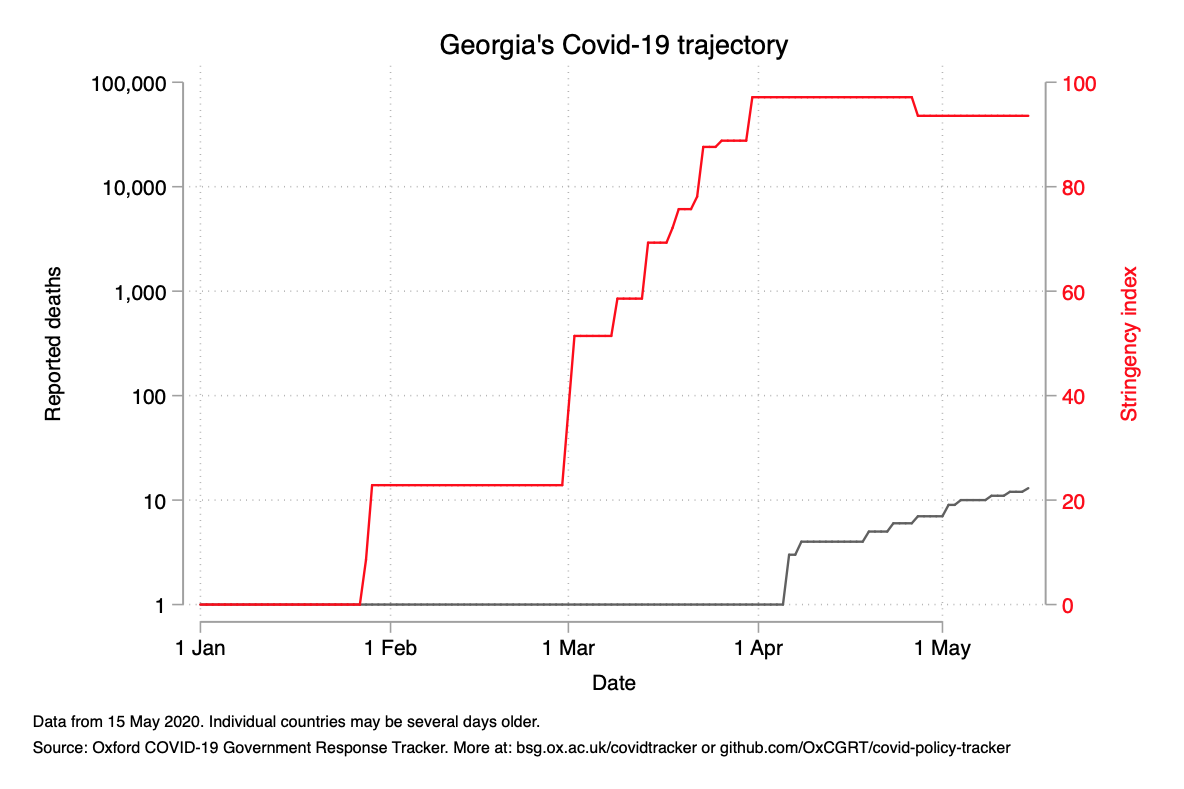 Georgia's Covid-19 trajectory
100,000
10,000
1,000
100
10
1
Reported deaths
100
80
60
40
20
0
Stringency index
1 Jan
1 Feb
1 Mar
1 Apr
1 May
Date
Data from 15 May 2020. Individual countries may be several days older.
Source: Oxford COVID-19 Government Response Tracker. More at: bsg.ox.ac.uk/covidtracker or github.com/OxCGRT/covid-policy-tracker